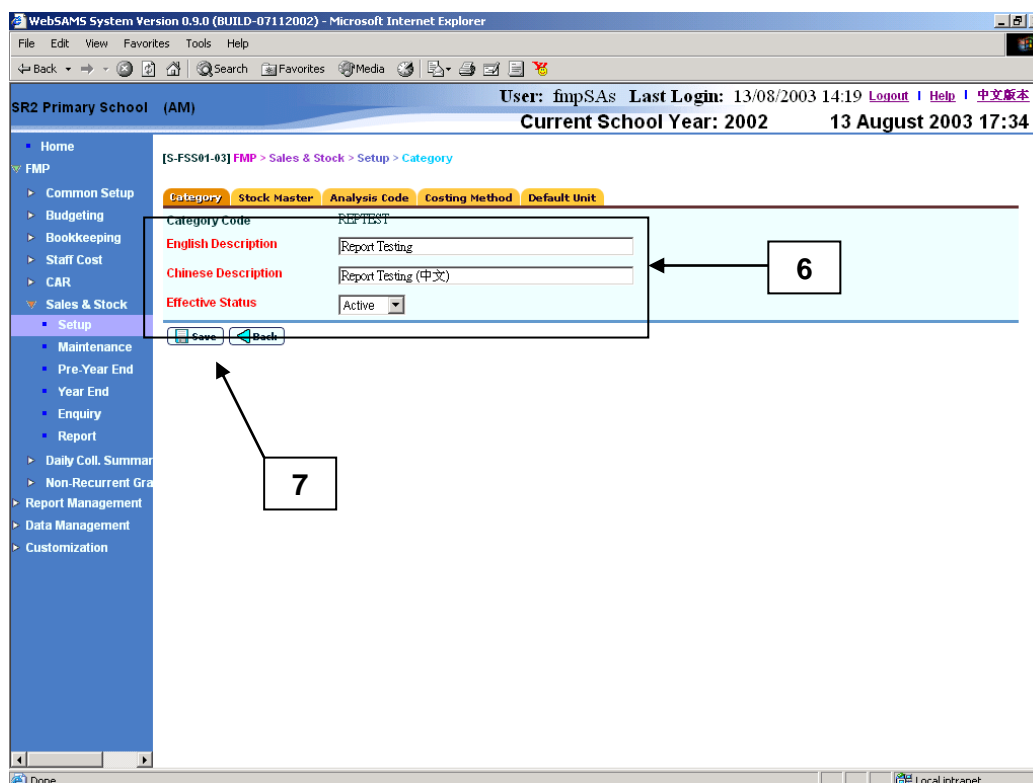 WebSAMS System Version 0.9.0 (BUILD-07112002) - Microsoft Internet Explorer
File Edit View Favorites Tools Help
Back Search Favorites Media
SR2 Primary School (AM)
User: fmpSAs Last Login: 13/08/2003 14:19 Logout | Help | 中文版本
Current School Year: 2002 13 August 2003 17:34
Home
FMP
Common Setup
Budgeting
Bookkeeping
Staff Cost
CAR
Sales & Stock
Setup
Maintenance
Pre-Year End
Year End
Enquiry
Report
Daily Coll. Summar
Non-Recurrent Gra
Report Management
Data Management
Customization
[S-FSS01-03] FMP > Sales & Stock > Setup > Category
Category Stock Master Analysis Code Costing Method Default Unit
Category Code REPTEST
English Description Report Testing
Chinese Description Report Testing (中文)
Effective Status Active
Save Back
6
7
Done Local intranet